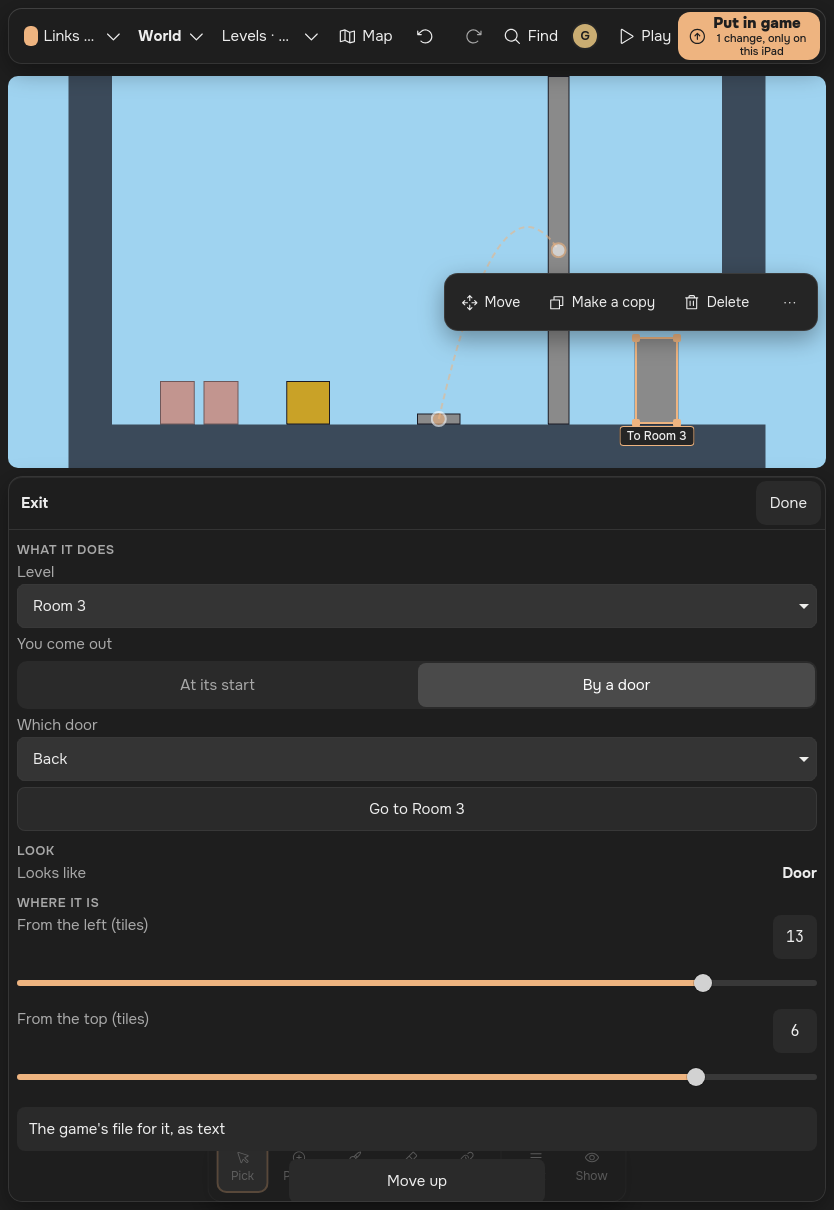 Links ...
World
Levels · ...
Map
Find
G
Play
Put in game
1 change, only on
this iPad
Move
Make a copy
Delete
...
To Room 3
Exit
Done
WHAT IT DOES
Level
Room 3
You come out
At its start
By a door
Which door
Back
Go to Room 3
LOOK
Looks like
Door
WHERE IT IS
From the left (tiles)
13
From the top (tiles)
6
The game's file for it, as text
Pick
Show
Move up